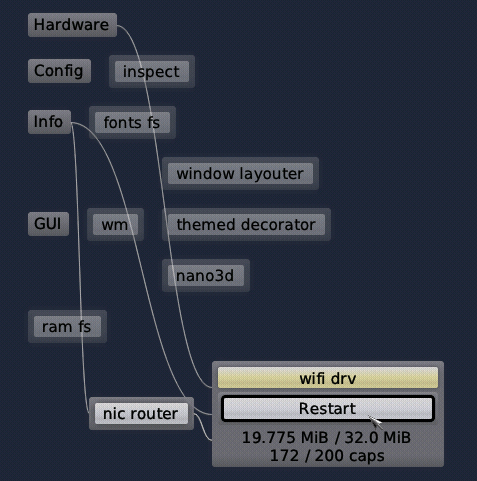 Hardware
Config
inspect
Info
fonts fs
window layouter
GUI
wm
themed decorator
nano3d
ram fs
wifi drv
nic router
Restart
19.775 MiB / 32.0 MiB
172 / 200 caps